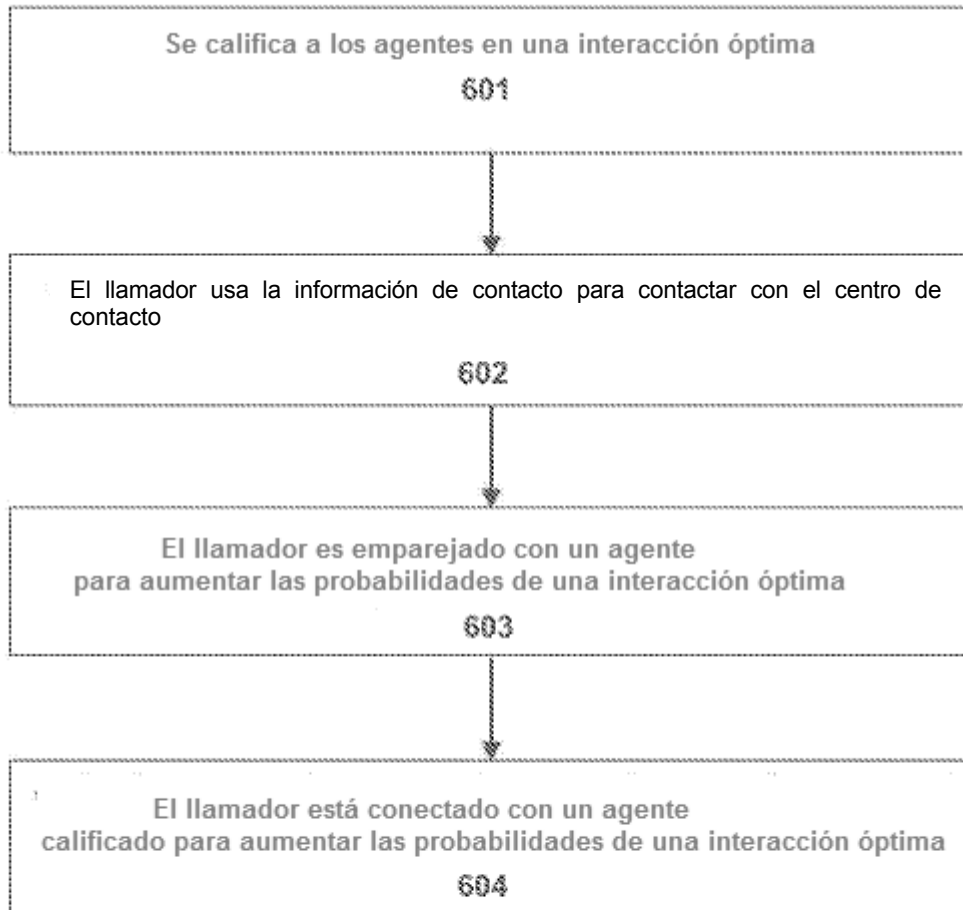 Se califica a los agentes en una interacción óptima
601
El llamador usa la información de contacto para contactar con el centro de
contacto
602
El llamador es emparejado con un agente
para aumentar las probabilidades de una interacción óptima
603
El llamador está conectado con un agente
calificado para aumentar las probabilidades de una interacción óptima
604